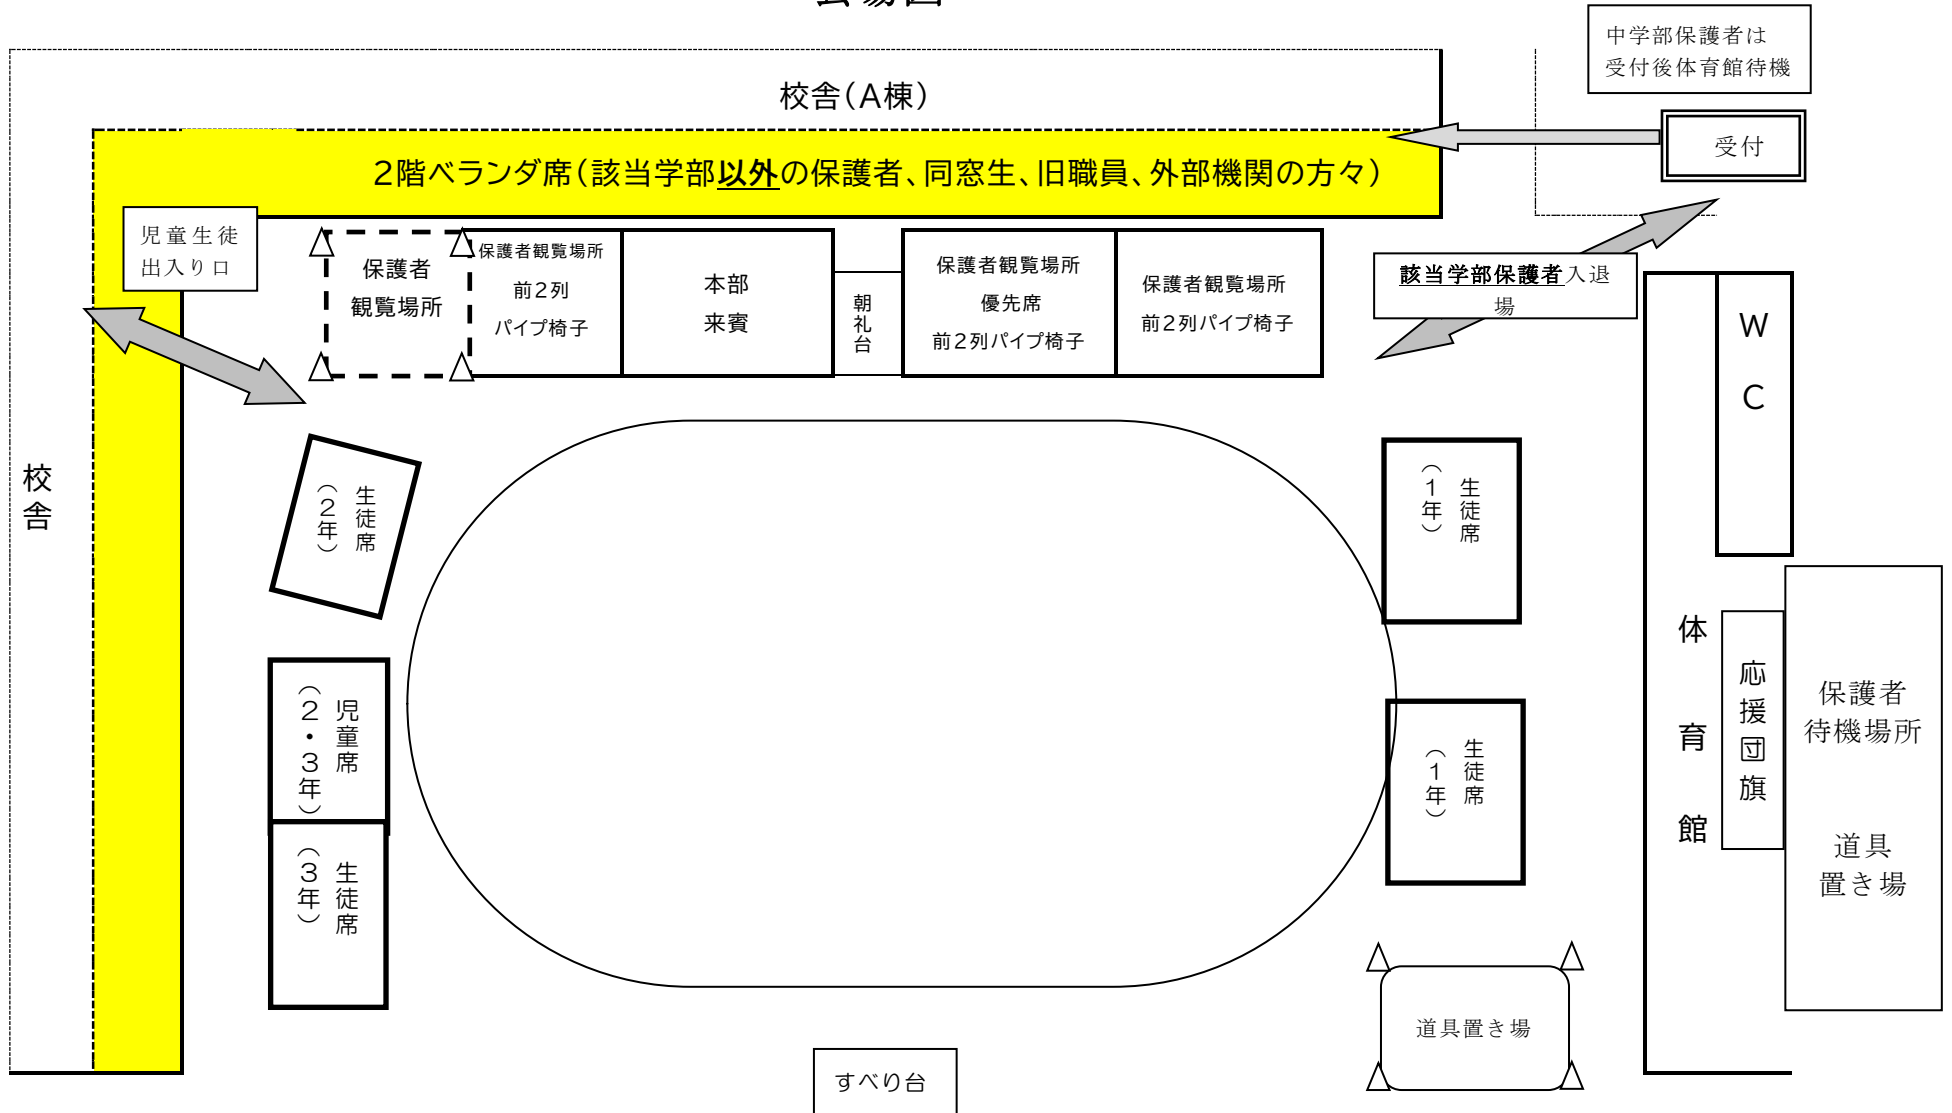 会場図
中学部保護者は
受付後体育館待機
校舎（A棟）
受付
2階ベランダ席（該当学部以外の保護者、同窓生、旧職員、外部機関の方々）
児童生徒
出入り口
保護者
観覧場所
保護者観覧場所
前2列
パイプ椅子
本部
来賓
朝礼台
保護者観覧場所
優先席
前2列パイプ椅子
保護者観覧場所
前2列パイプ椅子
該当学部保護者入退
場
WC
校舎
生徒席
（2年）
生徒席
（1年）
体育館
応援団旗
保護者
待機場所
道具
置き場
児童席
（2・3年）
生徒席
（1年）
生徒席
（3年）
道具置き場
すべり台